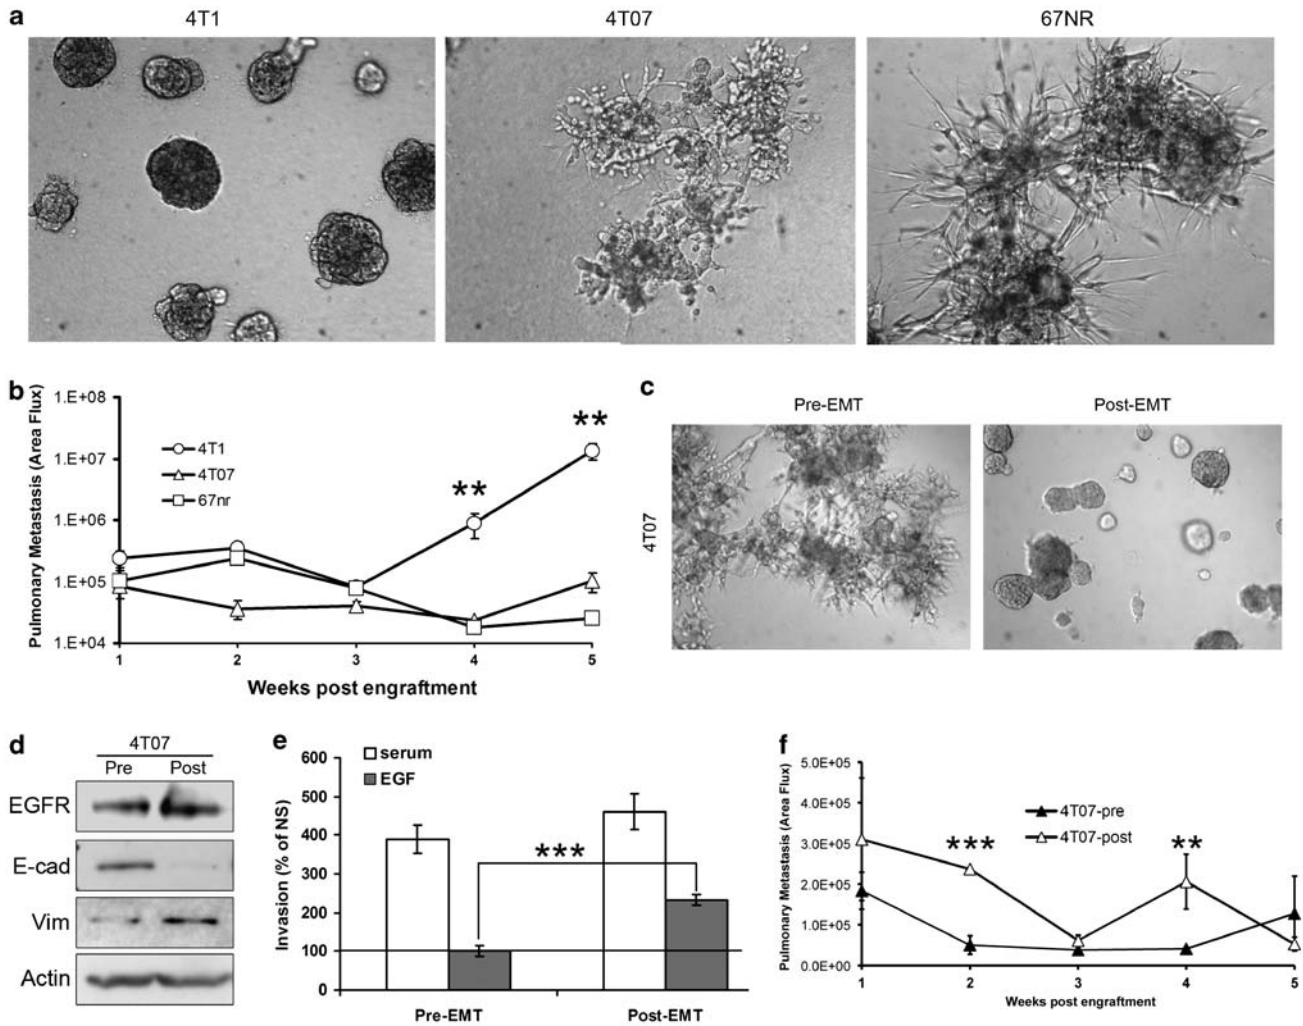 a
4T1 4T07 67NR
b
Pulmonary Metastasis (Area Flux)
1.E+08
1.E+07
1.E+06
1.E+05
1.E+04
4T1
4T07
67nr
**
**
1 2 3 4 5
Weeks post engraftment
c
Pre-EMT Post-EMT
4T07
d
4T07
Pre Post
EGFR
E-cad
Vim
Actin
e
serum
EGF
Invasion (% of NS)
600
500
400
300
200
100
0
***
Pre-EMT Post-EMT
f
Pulmonary Metastasis (Area Flux)
5.0E+05
4.0E+05
3.0E+05
2.0E+05
1.0E+05
0.0E+00
4T07-pre
4T07-post
***
**
1 2 3 4 5
Weeks post engraftment